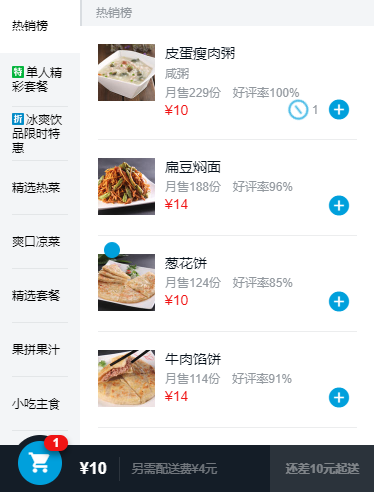 热销榜
特 单人精
彩套餐
折 冰爽饮
品限时特
惠
精选热菜
爽口凉菜
精选套餐
果拼果汁
小吃主食
热销榜
皮蛋瘦肉粥
咸粥
月售229份 好评率100%
¥10 1
扁豆焖面
月售188份 好评率96%
¥14
葱花饼
月售124份 好评率85%
¥10
牛肉馅饼
月售114份 好评率91%
¥14
1
¥10 另需配送费¥4元 还差10元起送